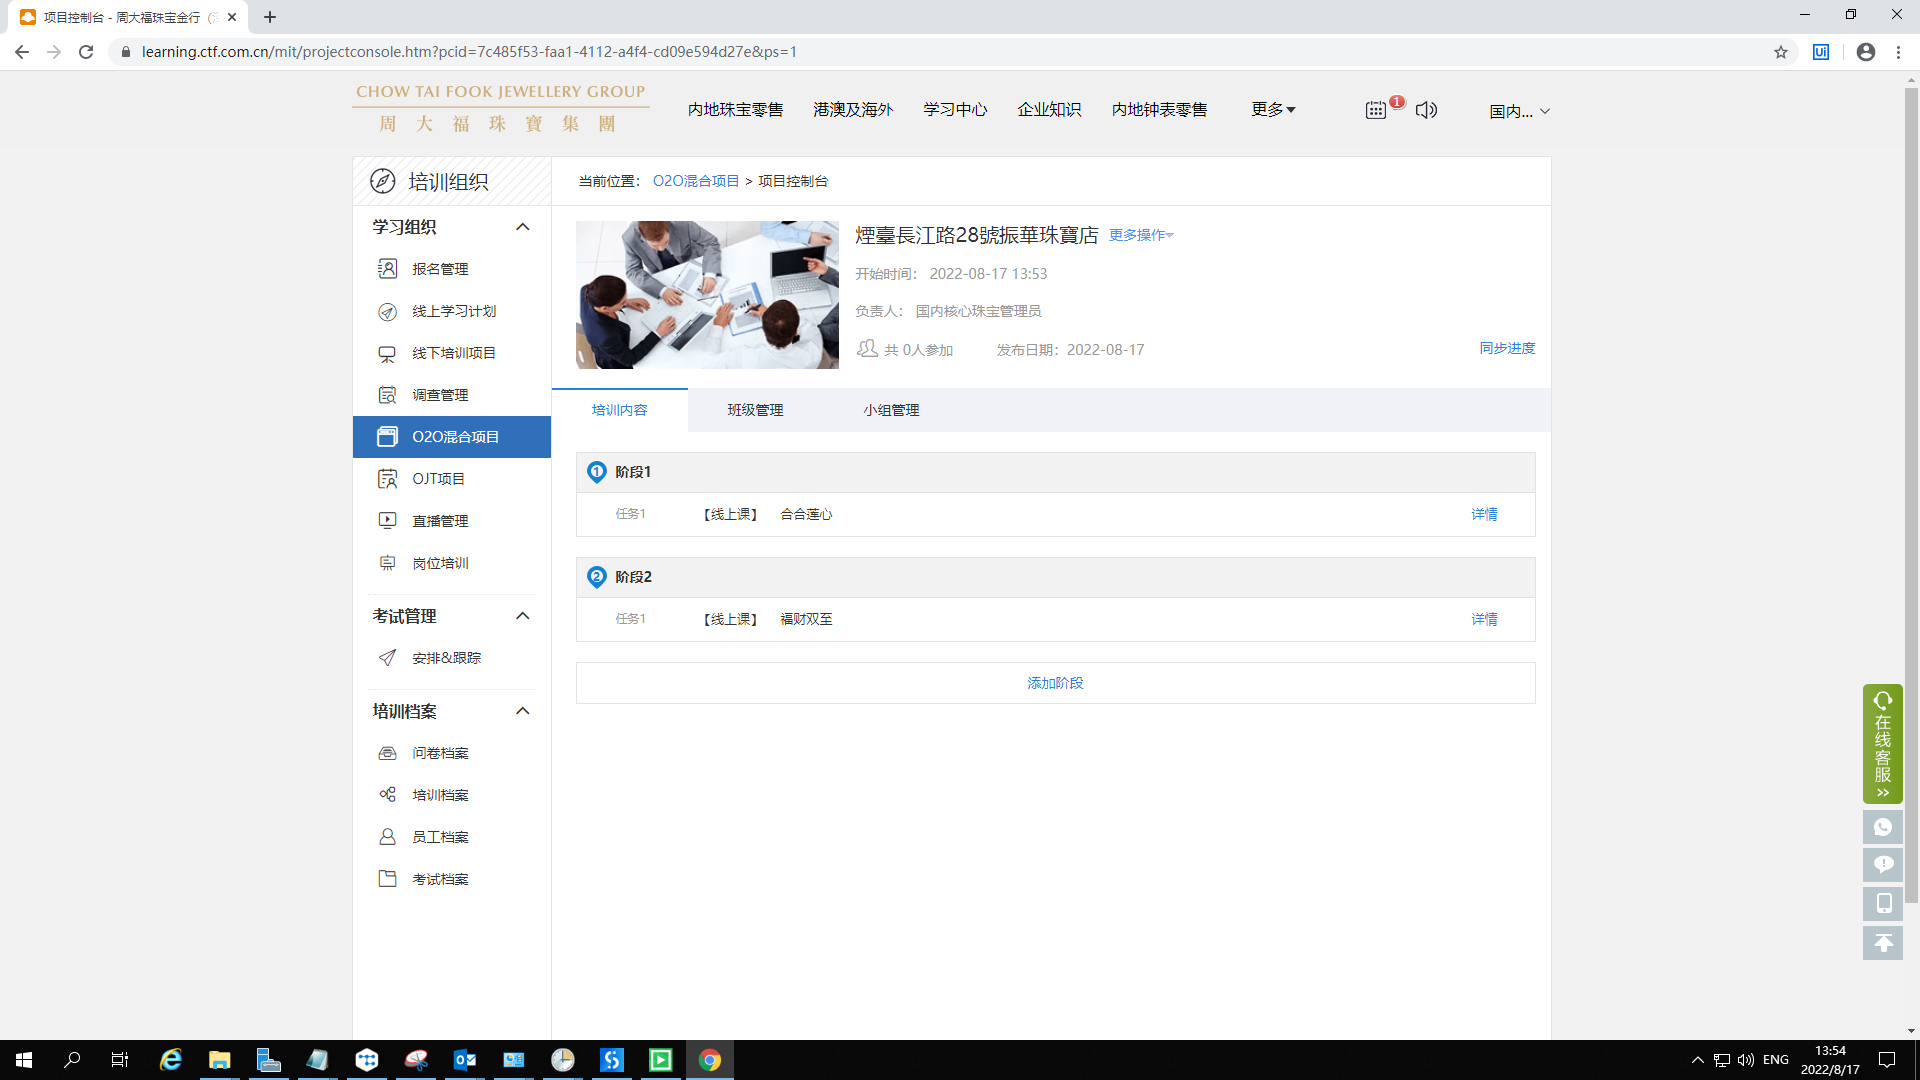 项目控制台 - 周大福珠宝金行
learning.ctf.com.cn/mit/projectconsole.htm?pcid=7c485f53-faa1-4112-a4f4-cd09e594d27e&ps=1
Ui
CHOW TAI FOOK JEWELLERY GROUP
周大福珠寶集團
内地珠宝零售 港澳及海外 学习中心 企业知识 内地钟表零售 更多 1 国内...
培训组织
当前位置： O2O混合项目 > 项目控制台
学习组织
报名管理
线上学习计划
线下培训项目
调查管理
O2O混合项目
OJT项目
直播管理
岗位培训
考试管理
安排&跟踪
培训档案
问卷档案
培训档案
员工档案
考试档案
煙臺長江路28號振華珠寶店 更多操作
开始时间： 2022-08-17 13:53
负责人： 国内核心珠宝管理员
共 0人参加 发布日期：2022-08-17 同步进度
培训内容 班级管理 小组管理
1 阶段1
任务1 【线上课】 合合莲心 详情
2 阶段2
任务1 【线上课】 福财双至 详情
添加阶段
在线客服
ENG
13:54
2022/8/17